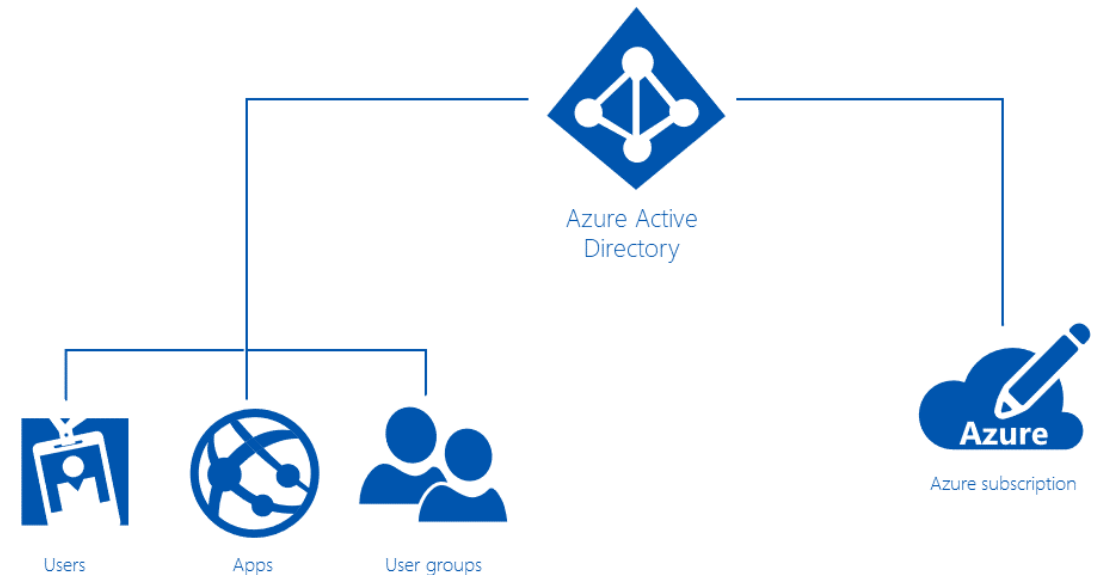 Azure Active
Directory
Azure
Azure subscription
Users
Apps
User groups